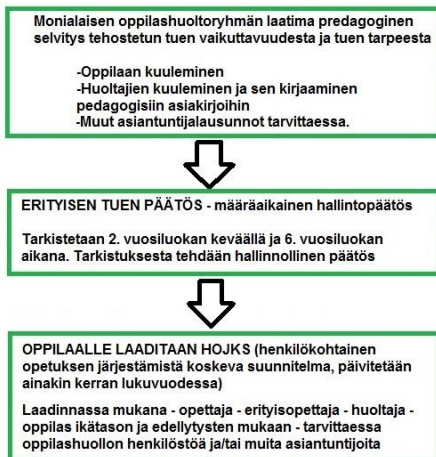 Monialaisen oppilashuoltoryhmän laatima predagoginen
selvitys tehostetun tuen vaikuttavuudesta ja tuen tarpeesta
-Oppilaan kuuleminen
-Huoltajien kuuleminen ja sen kirjaaminen
pedagogisiin asiakirjoihin
-Muut asiantuntijalausunnot tarvittaessa.
ERITYISEN TUEN PÄÄTÖS - määräaikainen hallintopäätös
Tarkistetaan 2. vuosiluokan keväällä ja 6. vuosiluokan
aikana. Tarkistuksesta tehdään hallinnollinen päätös
OPPILAALLE LAADITAAN HOJKS (henkilökohtainen
opetuksen järjestämistä koskeva suunnitelma, päivitetään
ainakin kerran lukuvuodessa)
Laadinnassa mukana - opettaja - erityisopettaja - huoltaja -
oppilas ikätason ja edellytysten mukaan - tarvittaessa
oppilashuollon henkilöstöä ja/tai muita asiantuntijoita